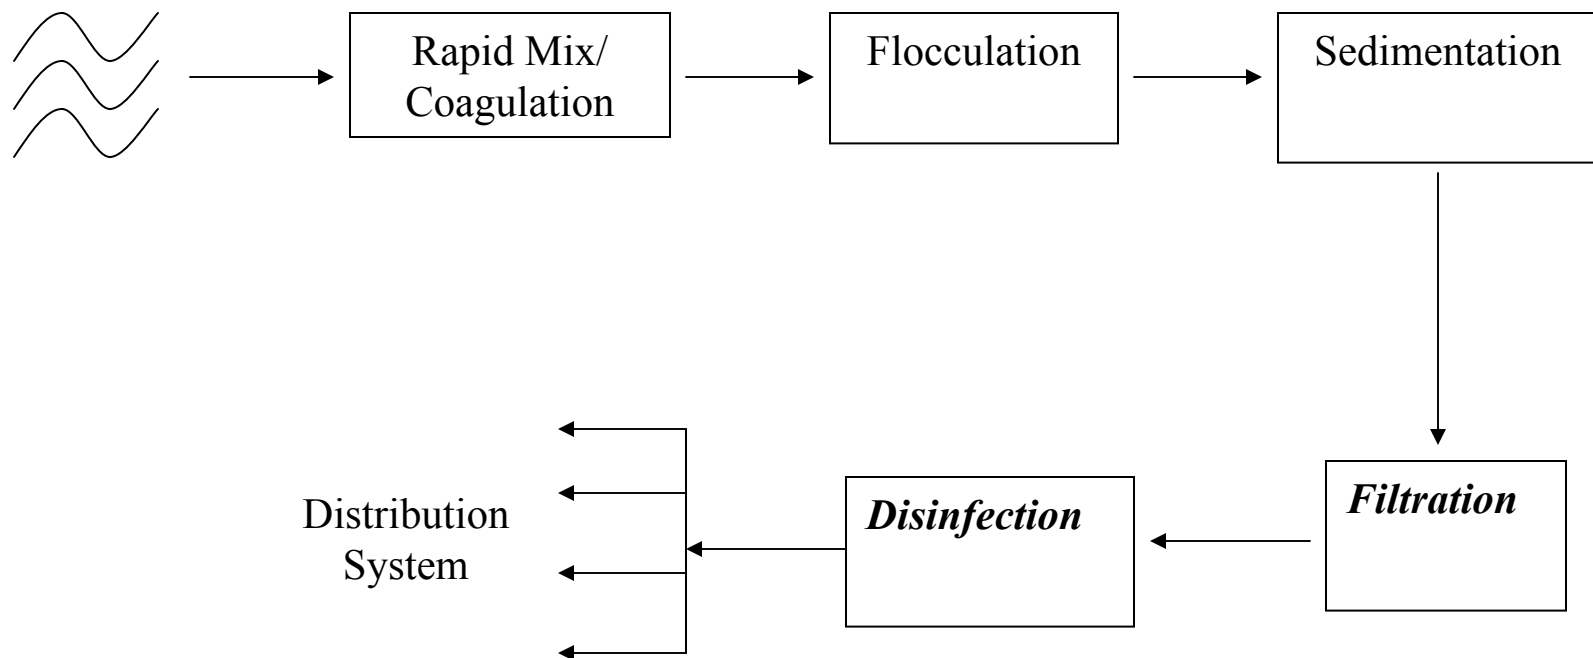 Rapid Mix/
Coagulation
Flocculation
Sedimentation
Filtration
Disinfection
Distribution
System